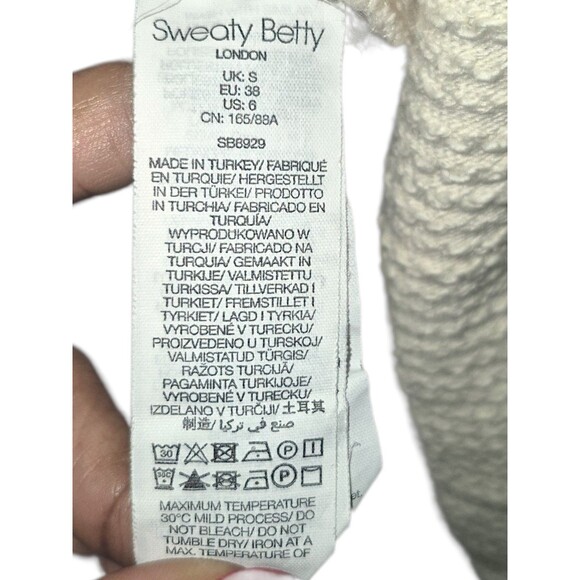 Sweaty Betty
LONDON
UK: S
EU: 38
US: 6
CN: 165/88A
SB8929
MADE IN TURKEY/ FABRIQUÉ
EN TURQUIE/ HERGESTELLT
IN DER TÜRKEI/ PRODOTTO
IN TURCHIA/ FABRICADO EN
TURQUÍA/
WYPRODUKOWANO W
TURCJI/ FABRICADO NA
TURQUIA/ GEMAAKT IN
TURKIJE/ VALMISTETTU
TURKISSA/ TILLVERKAD I
TURKIET/ FREMSTILLET I
TYRKIET/ LAGD I TYRKIA/
VYROBENÉ V TURECKU/
PROIZVEDENO U TURSKOJ/
VALMISTATUD TÜRGIS/
RAŽOTS TURCIJĀ/
PAGAMINTA TURKIJOJE/
VYROBENÉ V TURECKU/
IZDELANO V TURČIJI/ 土耳其
制造/ صنع في تركيا/
30 P
P
MAXIMUM TEMPERATURE
30°C MILD PROCESS/ DO
NOT BLEACH/ DO NOT
TUMBLE DRY/ IRON AT A
MAX. TEMPERATURE OF